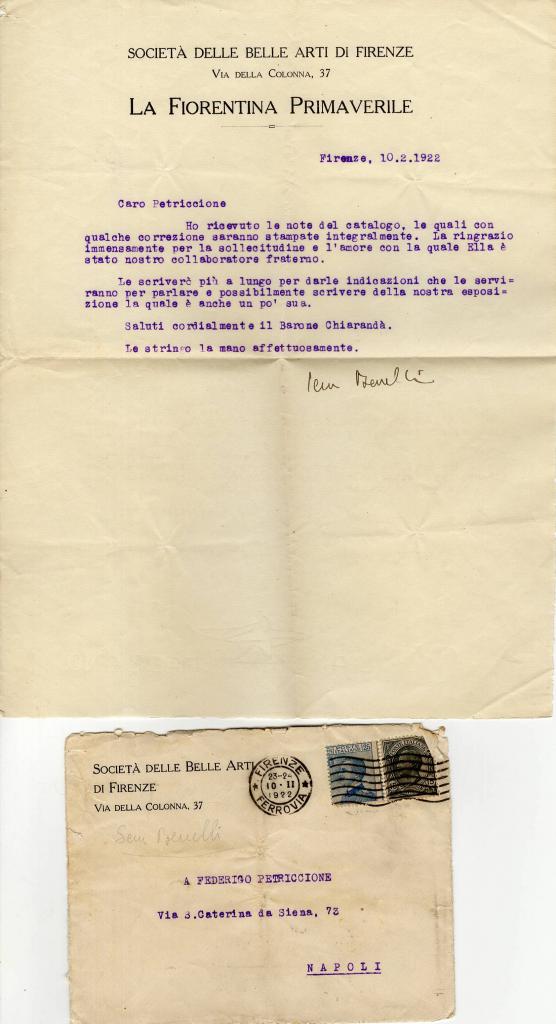 SOCIETÀ DELLE BELLE ARTI DI FIRENZE
VIA DELLA COLONNA, 37
LA FIORENTINA PRIMAVERILE
Firenze, 10.2.1922
Caro Petriccione
Ho ricevuto le note del catalogo, le quali con
qualche correzione saranno stampate integralmente. La ringrazio
immensamente per la sollecitudine e l'amore con la quale Ella è
stato nostro collaboratore fraterno.
Le scriverò più a lungo per darle indicazioni che le servi=
ranno per parlare e possibilmente scrivere della nostra esposi=
zione la quale è anche un po' sua.
Saluti cordialmente il Barone Chiarandà.
Le stringo la mano affettuosamente.
Sem Benelli
SOCIETÀ DELLE BELLE ARTI
DI FIRENZE
VIA DELLA COLONNA, 37
FIRENZE
23-24
10·II
1922
FERROVIA
Sem Benelli
A FEDERIGO PETRICCIONE
Via S.Caterina da Siena, 73
NAPOLI